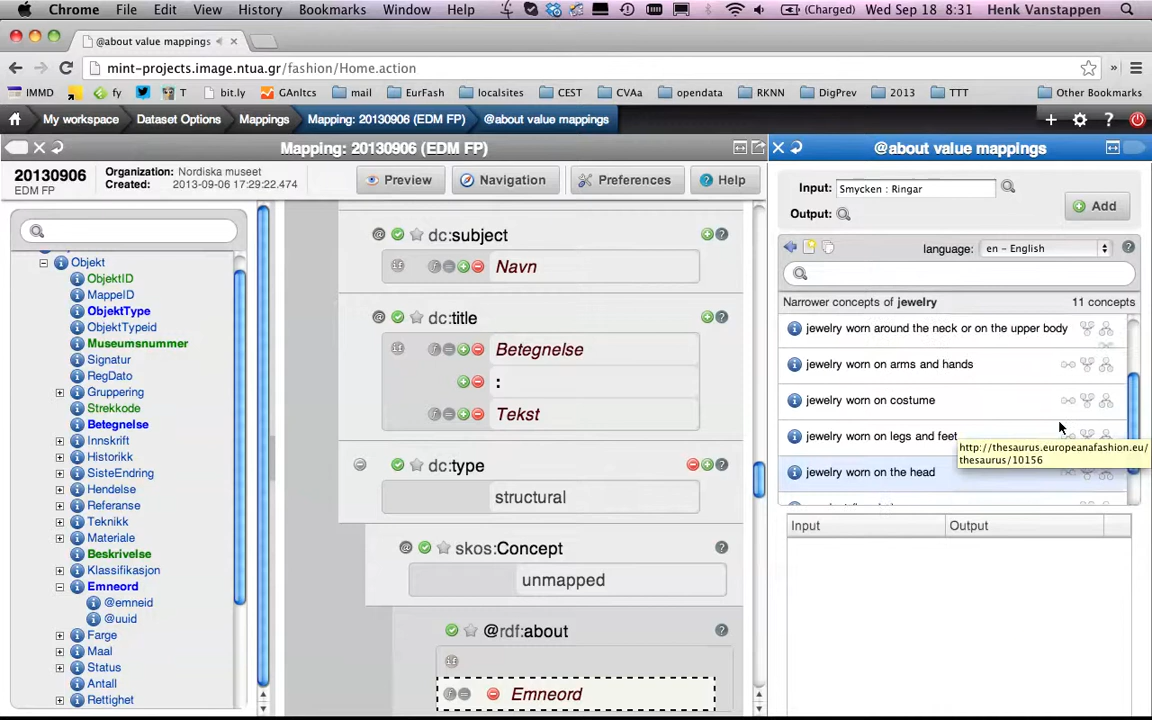 Chrome File Edit View History Bookmarks Window Help (Charged) Wed Sep 18 8:31 Henk Vanstappen
@about value mappings
mint-projects.image.ntua.gr/fashion/Home.action
IMMD fy T bit.ly GAnltcs mail EurFash localsites CEST CVAa opendata RKNN DigPrev 2013 TTT Other Bookmarks
My workspace Dataset Options Mappings Mapping: 20130906 (EDM FP) @about value mappings
Mapping: 20130906 (EDM FP)
@about value mappings
20130906
EDM FP
Organization:
Nordiska museet
Created:
2013-09-06 17:29:22.474
Preview Navigation Preferences Help
Objekt
ObjektID
MappeID
ObjektType
ObjektTypeid
Museumsnummer
Signatur
RegDato
Gruppering
Strekkode
Betegnelse
Innskrift
Historikk
SisteEndring
Hendelse
Referanse
Teknikk
Materiale
Beskrivelse
Klassifikasjon
Emneord
@emneid
@uuid
Farge
Maal
Status
Antall
Rettighet
dc:subject
Navn
dc:title
Betegnelse
:
Tekst
dc:type
structural
skos:Concept
unmapped
@rdf:about
Emneord
Input: Smycken : Ringar
Output:
Add
language: en - English
Narrower concepts of jewelry 11 concepts
jewelry worn around the neck or on the upper body
jewelry worn on arms and hands
jewelry worn on costume
jewelry worn on legs and feet
http://thesaurus.europeanafashion.eu/
thesaurus/10156
jewelry worn on the head
Input Output